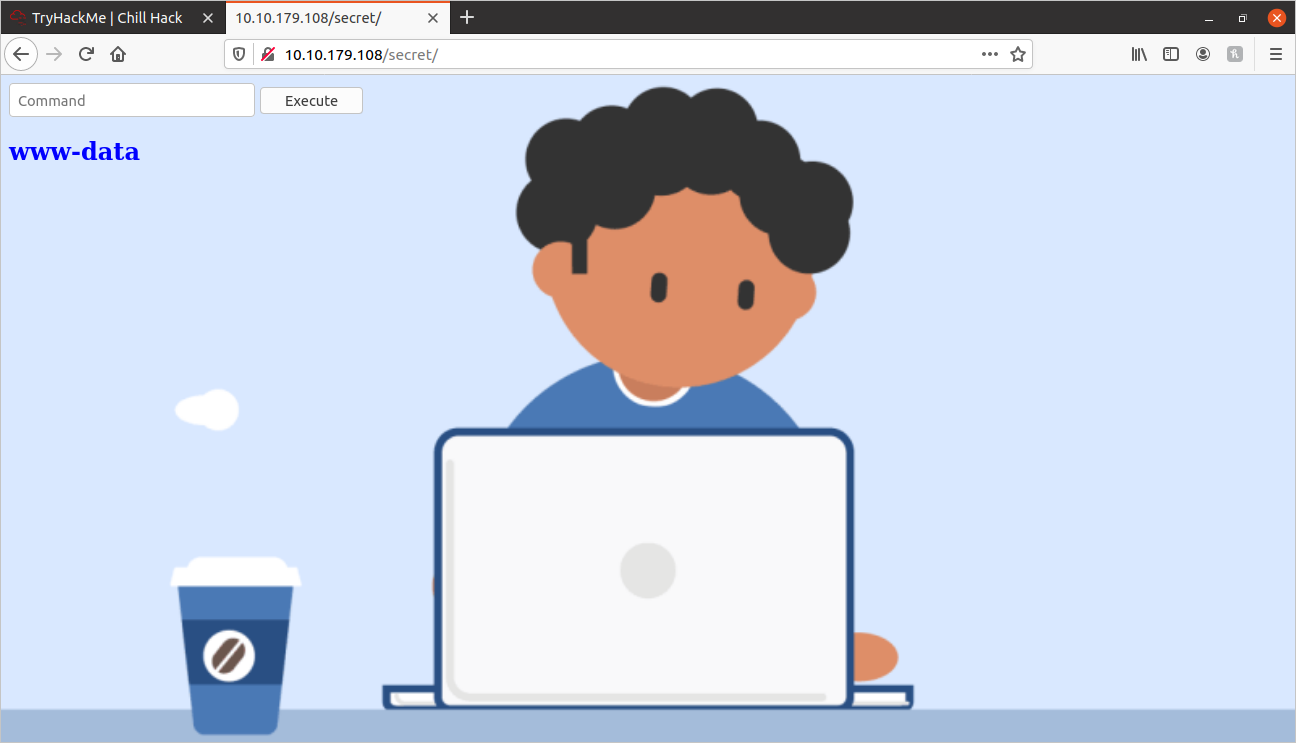 TryHackMe | Chill Hack
10.10.179.108/secret/
10.10.179.108/secret/
Command
Execute
www-data